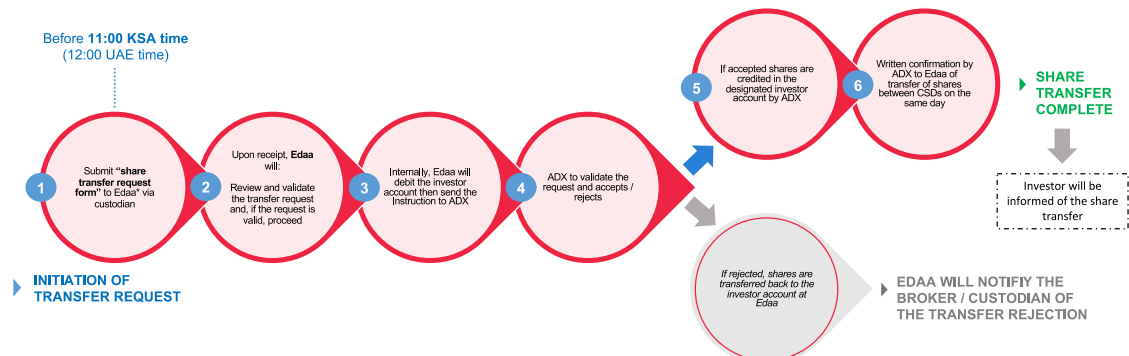 Before 11:00 KSA time
(12:00 UAE time)
1
Submit “share
transfer request
form” to Edaa* via
custodian
INITIATION OF
TRANSFER REQUEST
2
Upon receipt, Edaa
will:
Review and validate
the transfer request
and, if the request is
valid, proceed
3
Internally, Edaa will
debit the investor
account then send the
Instruction to ADX
4
ADX to validate the
request and accepts /
rejects
5
If accepted shares are
credited in the
designated investor
account by ADX
6
Written confirmation by
ADX to Edaa of
transfer of shares
between CSDs on the
same day
SHARE
TRANSFER
COMPLETE
Investor will be
informed of the share
transfer
If rejected, shares are
transferred back to the
investor account at
Edaa
EDAA WILL NOTIFIY THE
BROKER / CUSTODIAN OF
THE TRANSFER REJECTION